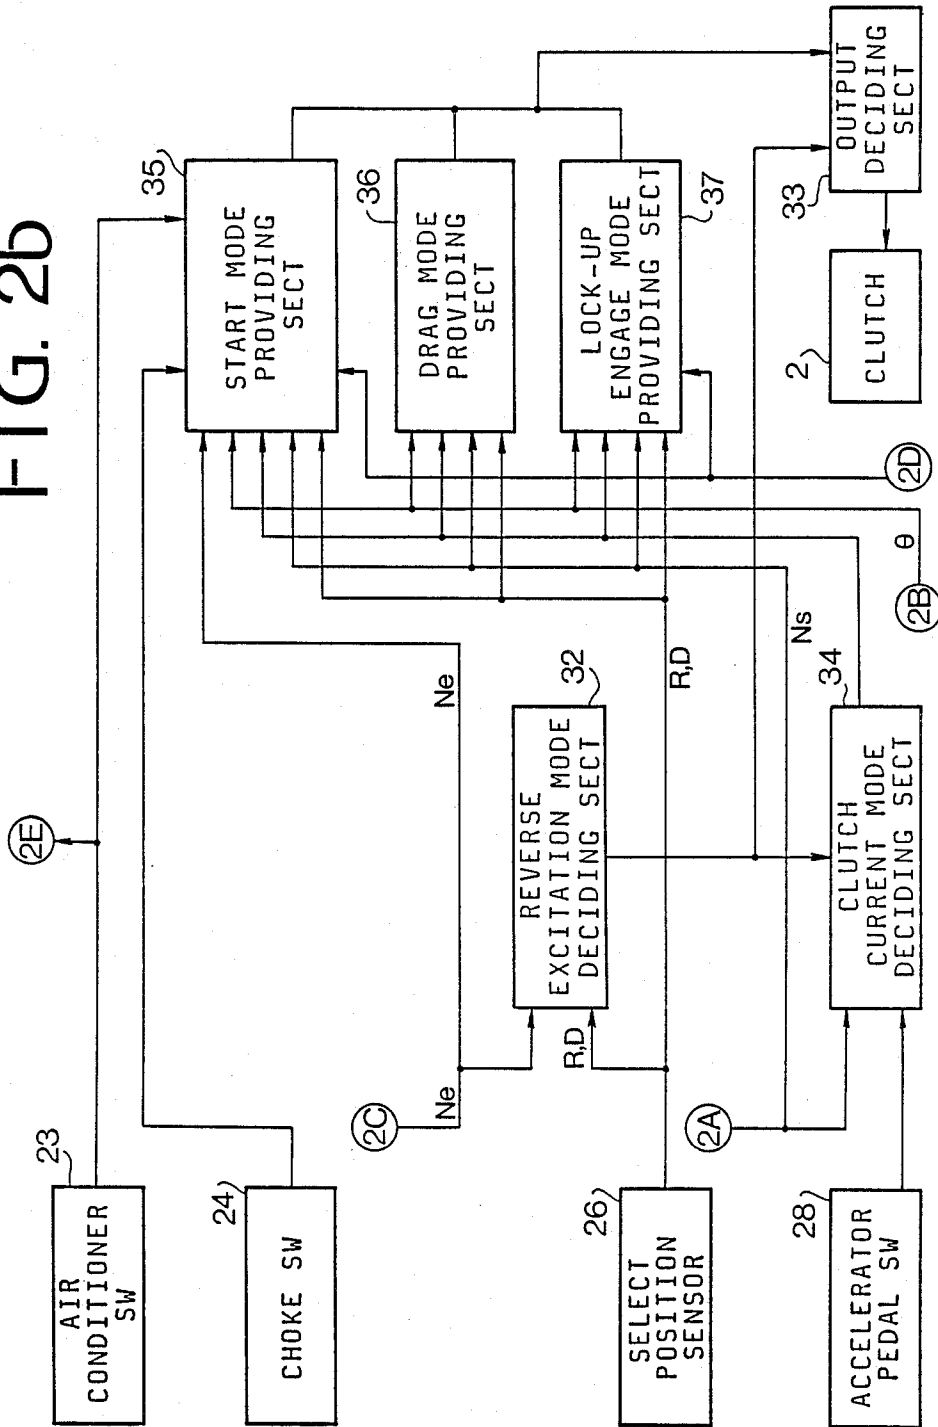 FIG. 2b
2E
23
AIR
CONDITIONER
SW
24
CHOKE SW
2C
Ne
Ne
35
START MODE
PROVIDING
SECT
36
DRAG MODE
PROVIDING
SECT
32
REVERSE
EXCITATION MODE
DECIDING SECT
R,D
R,D
26
SELECT
POSITION
SENSOR
LOCK-UP
ENGAGE MODE
PROVIDING SECT
37
2A
Ns
28
ACCELERATOR
PEDAL SW
34
CLUTCH
CURRENT MODE
DECIDING SECT
2B
θ
2D
2
CLUTCH
33
OUTPUT
DECIDING
SECT